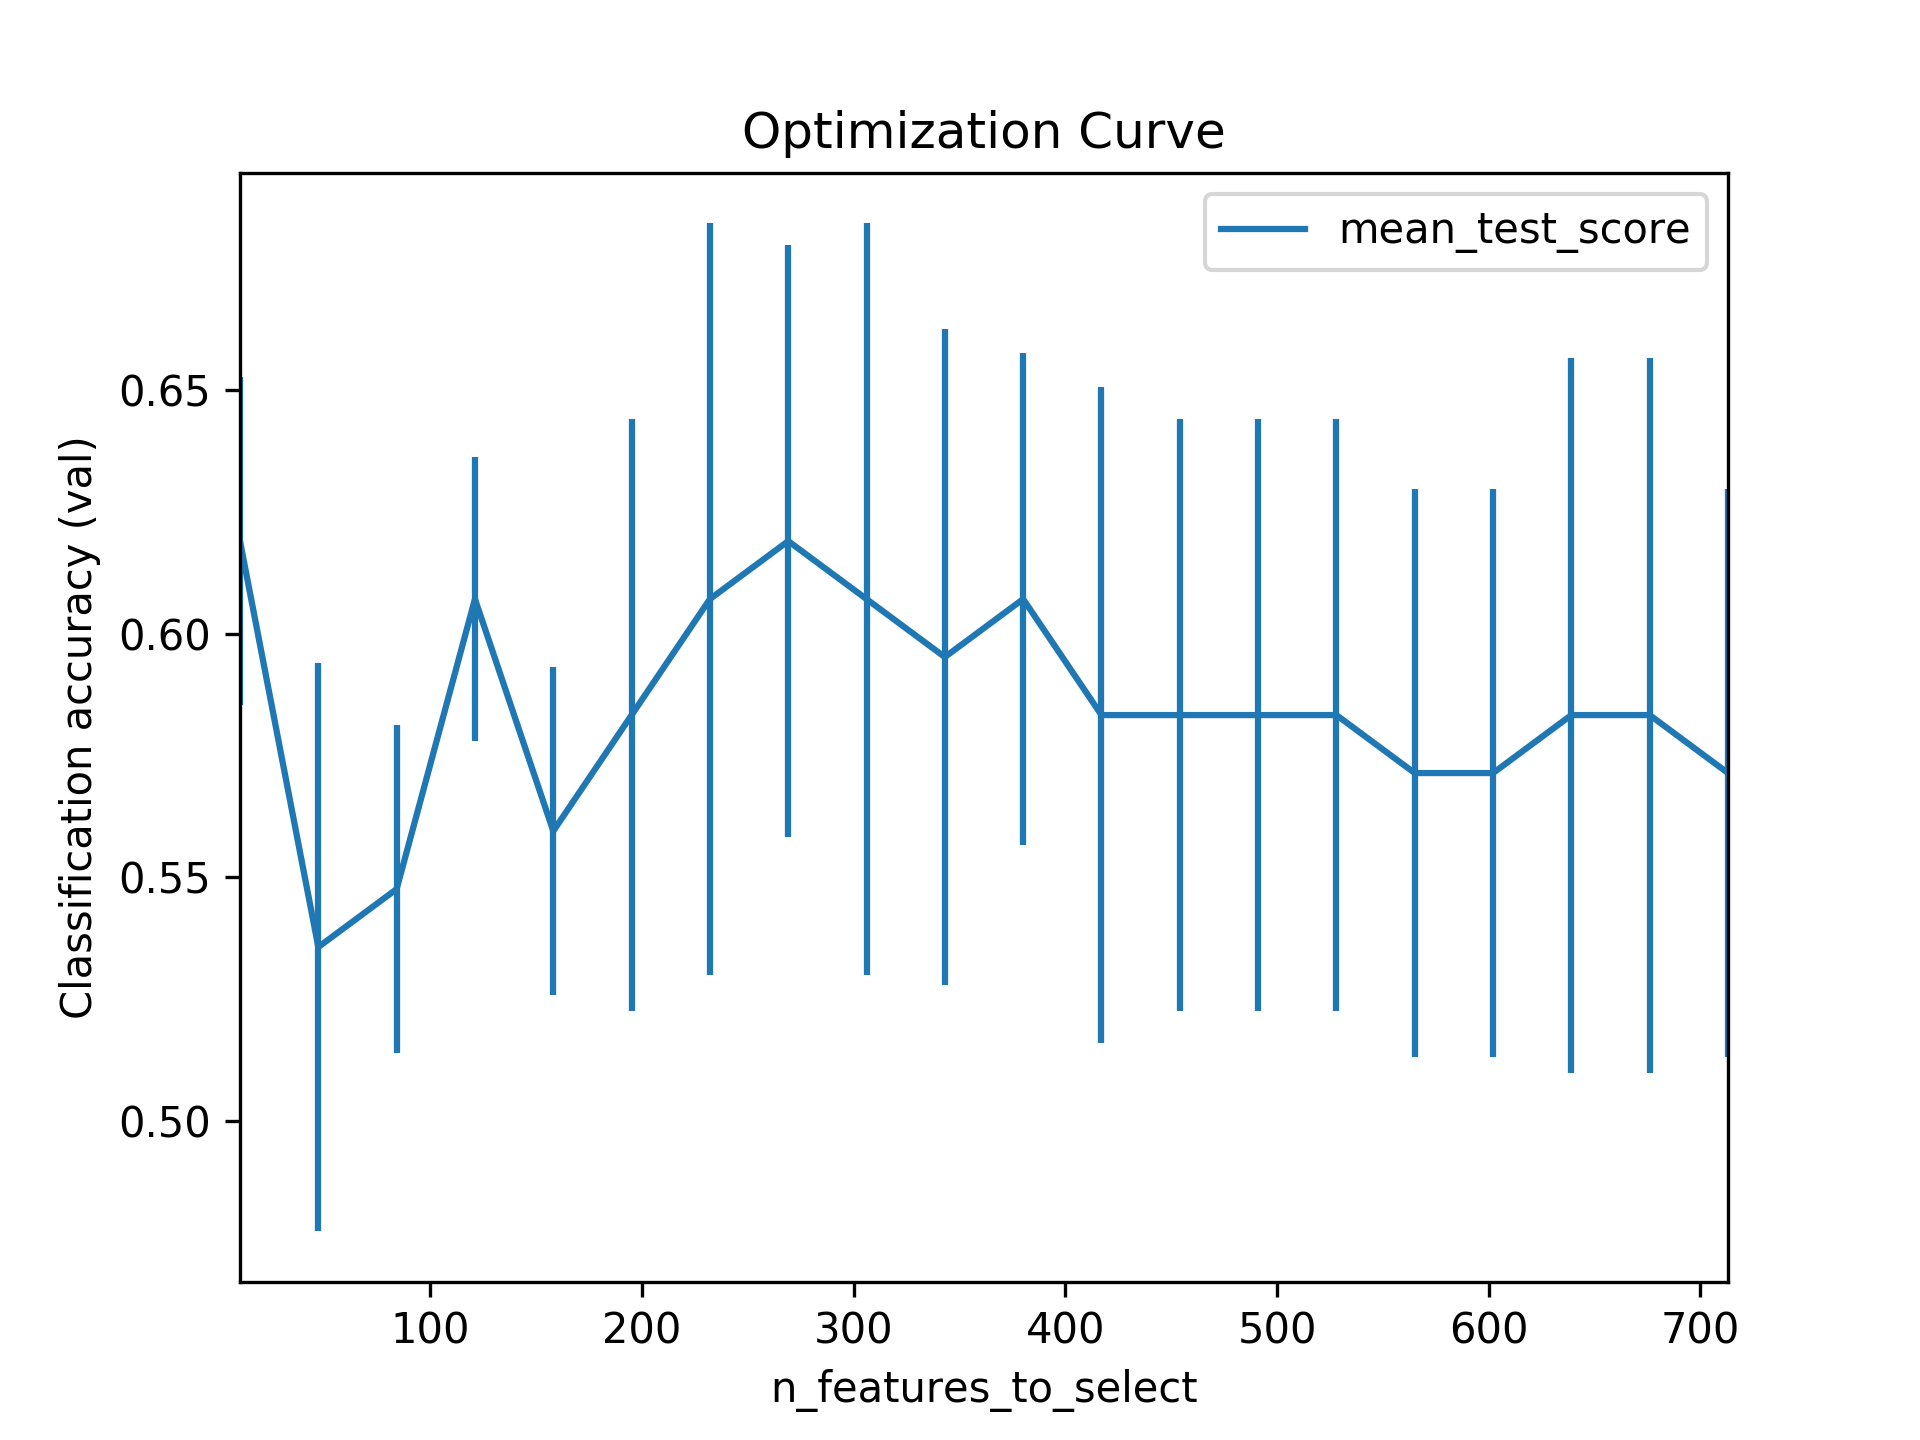 Optimization Curve
mean_test_score
Classification accuracy (val)
0.65
0.60
0.55
0.50
100 200 300 400 500 600 700
n_features_to_select